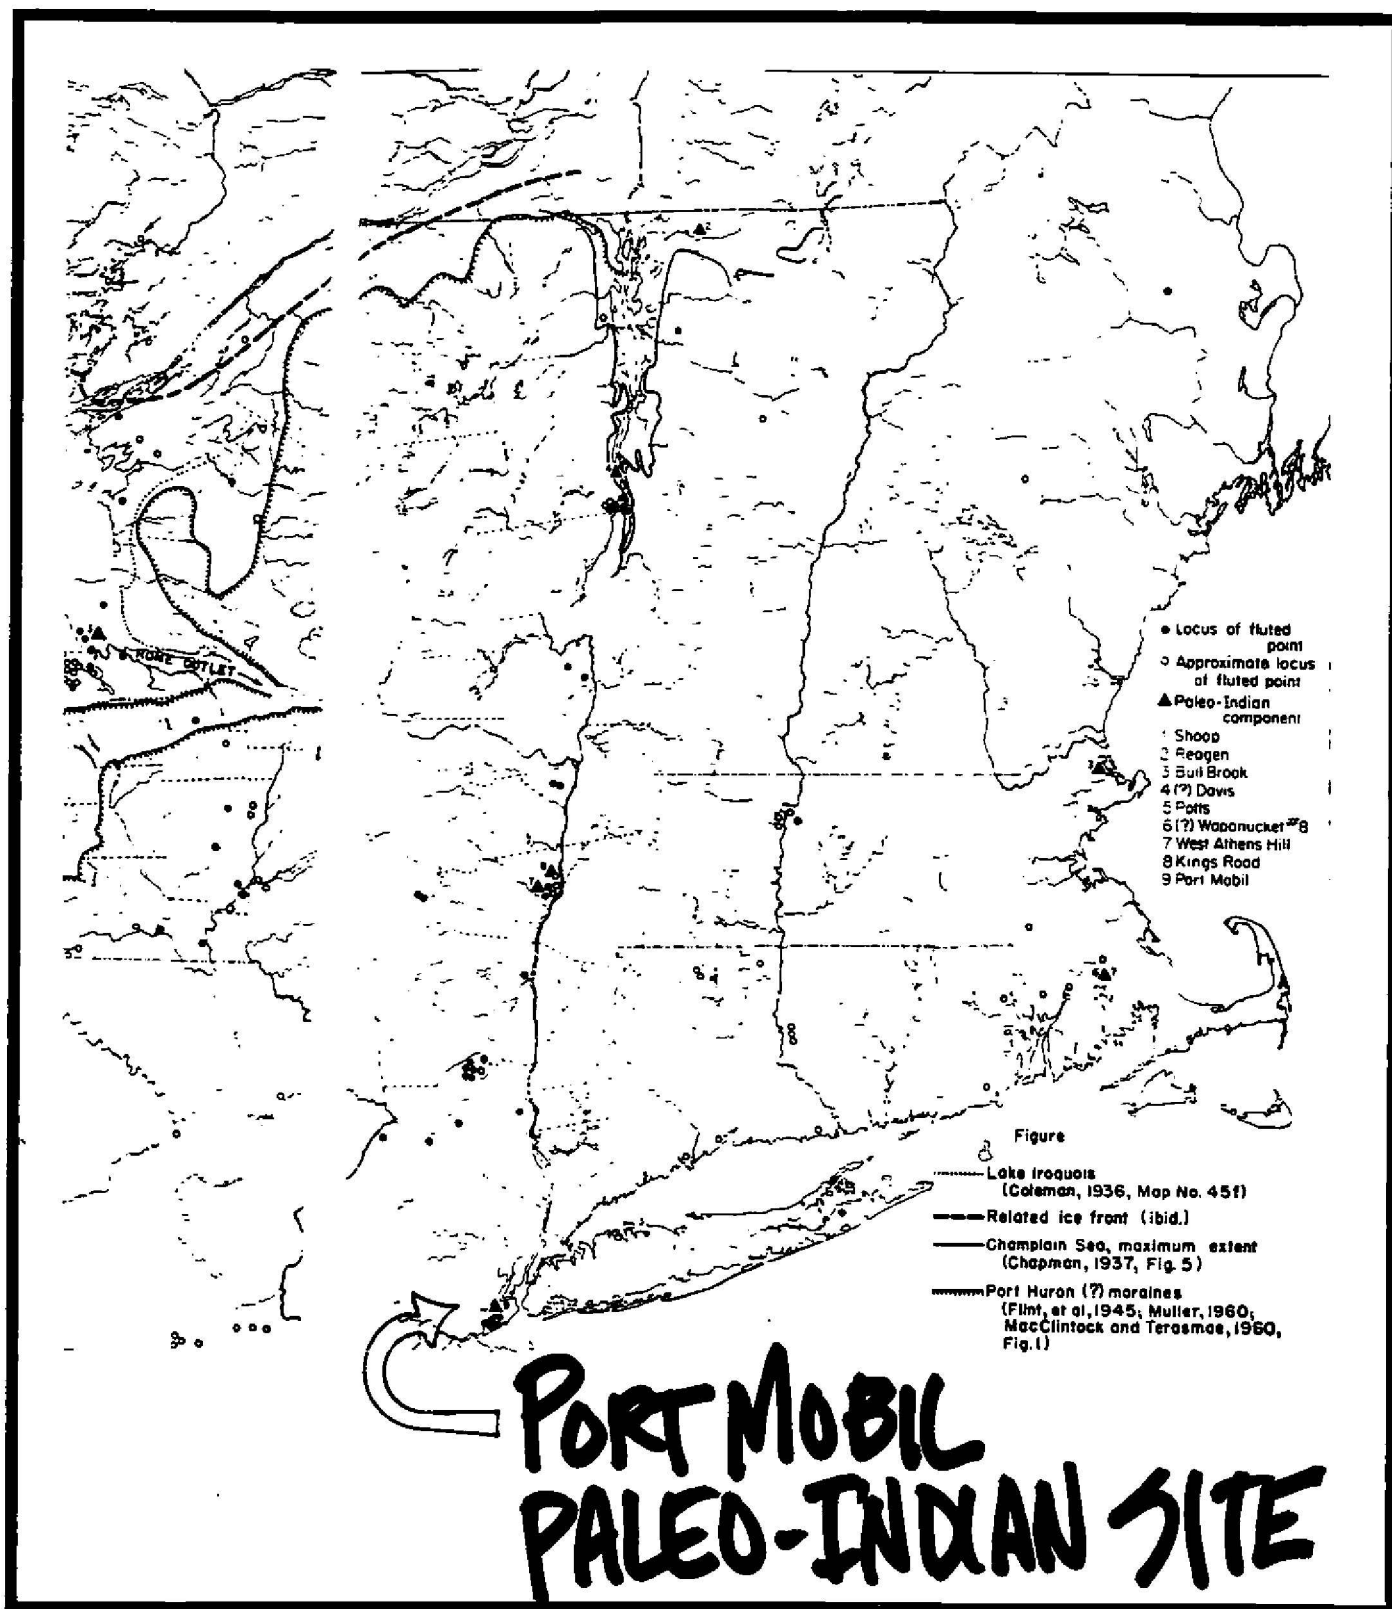 ROME OUTLET
● Locus of fluted
point
○ Approximate locus
of fluted point
▲ Paleo-Indian
component
1 Shoop
2 Reagen
3 Bull Brook
4 (?) Davis
5 Potts
6 (?) Wapanucket #8
7 West Athens Hill
8 Kings Road
9 Port Mobil
Figure
8
Lake Iroquois
(Coleman, 1936, Map No. 45f)
Related ice front (ibid.)
Champlain Sea, maximum extent
(Chapman, 1937, Fig. 5)
Port Huron (?) moraines
(Flint, et al, 1945; Muller, 1960;
MacClintock and Terasmae, 1960,
Fig. 1)
PORT MOBIL
PALEO-INDIAN SITE